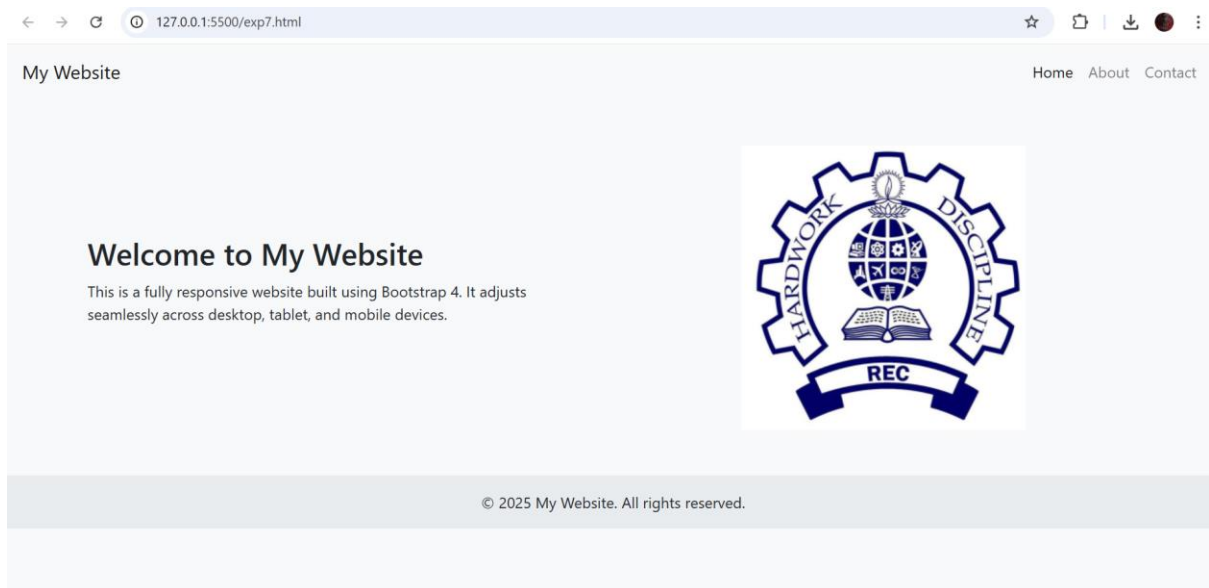 127.0.0.1:5500/exp7.html
My Website
Home About Contact
HARDWORK
DISCIPLINE
REC
Welcome to My Website
This is a fully responsive website built using Bootstrap 4. It adjusts
seamlessly across desktop, tablet, and mobile devices.
© 2025 My Website. All rights reserved.